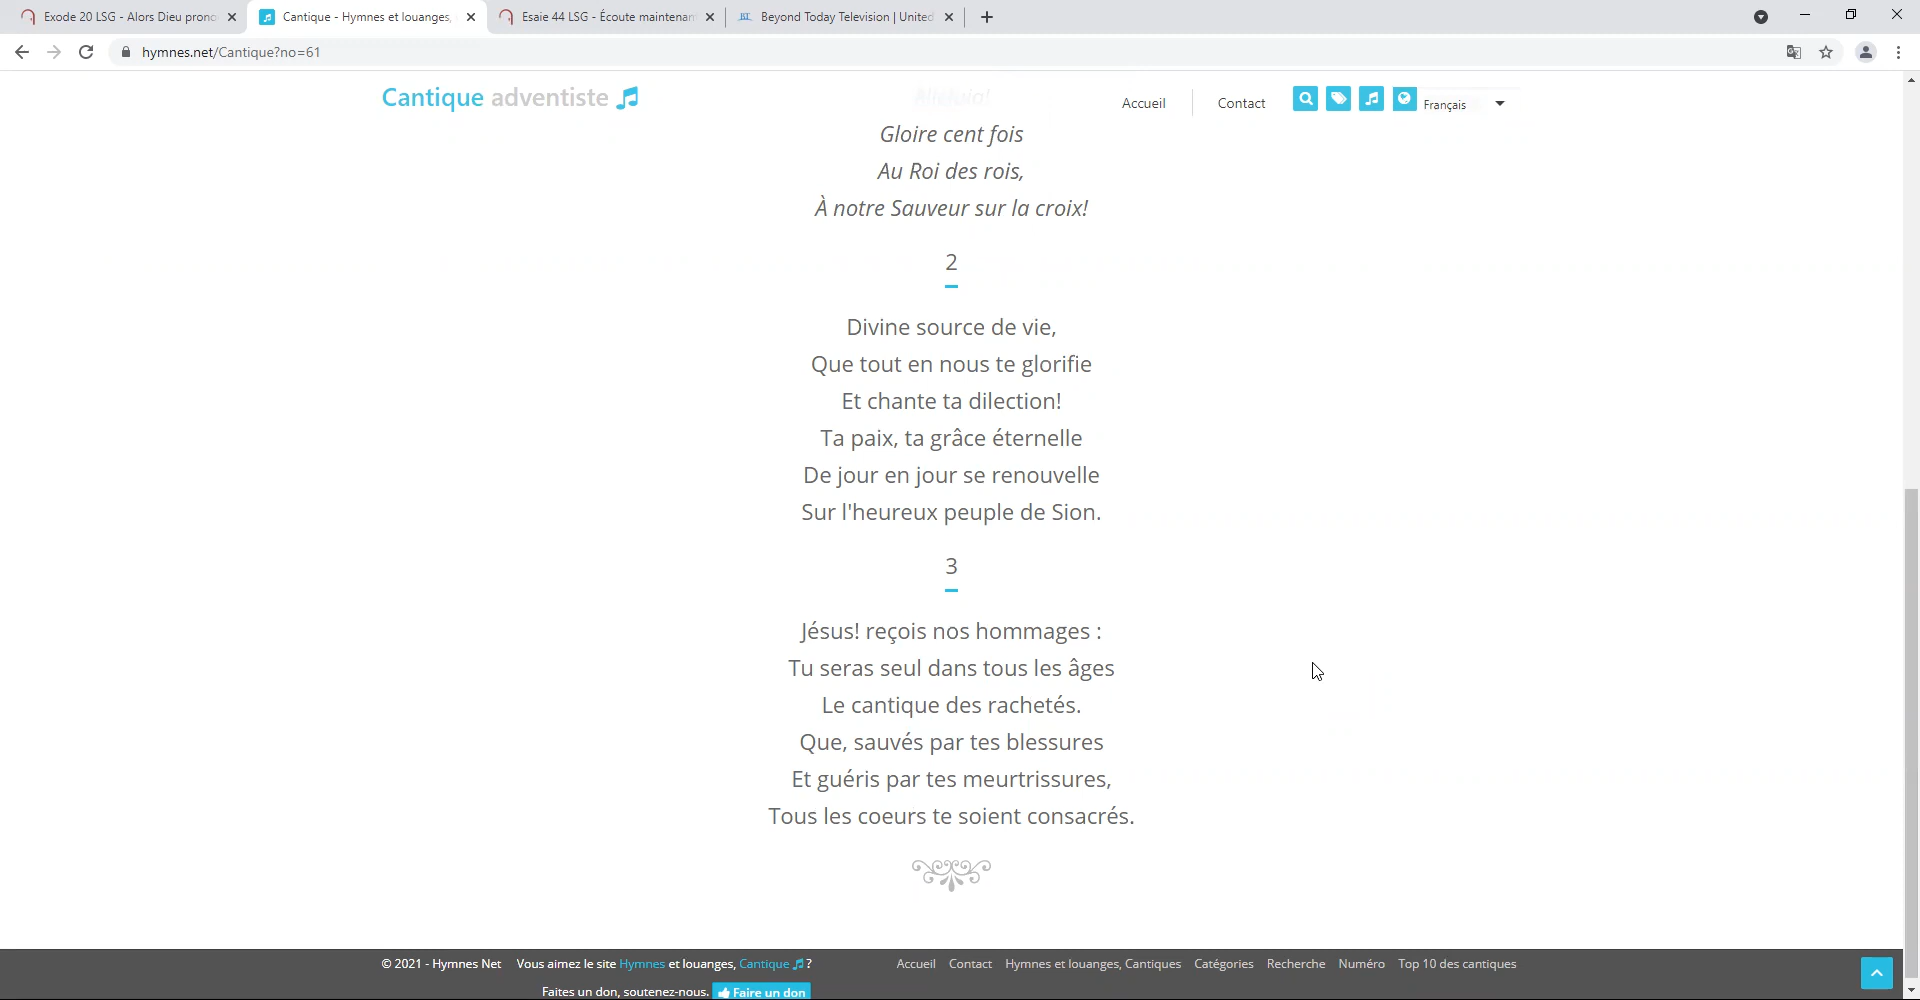 Exode 20 LSG - Alors Dieu prono
Cantique - Hymnes et louanges,
Esaie 44 LSG - Écoute maintenan
Beyond Today Television | United
hymnes.net/Cantique?no=61
Cantique adventiste
Alleluia!
Accueil
Contact
Français
Gloire cent fois
Au Roi des rois,
À notre Sauveur sur la croix!
2
Divine source de vie,
Que tout en nous te glorifie
Et chante ta dilection!
Ta paix, ta grâce éternelle
De jour en jour se renouvelle
Sur l'heureux peuple de Sion.
3
Jésus! reçois nos hommages :
Tu seras seul dans tous les âges
Le cantique des rachetés.
Que, sauvés par tes blessures
Et guéris par tes meurtrissures,
Tous les coeurs te soient consacrés.
© 2021 - Hymnes Net Vous aimez le site Hymnes et louanges, Cantique ?
Accueil Contact Hymnes et louanges, Cantiques Catégories Recherche Numéro Top 10 des cantiques
Faites un don, soutenez-nous. Faire un don